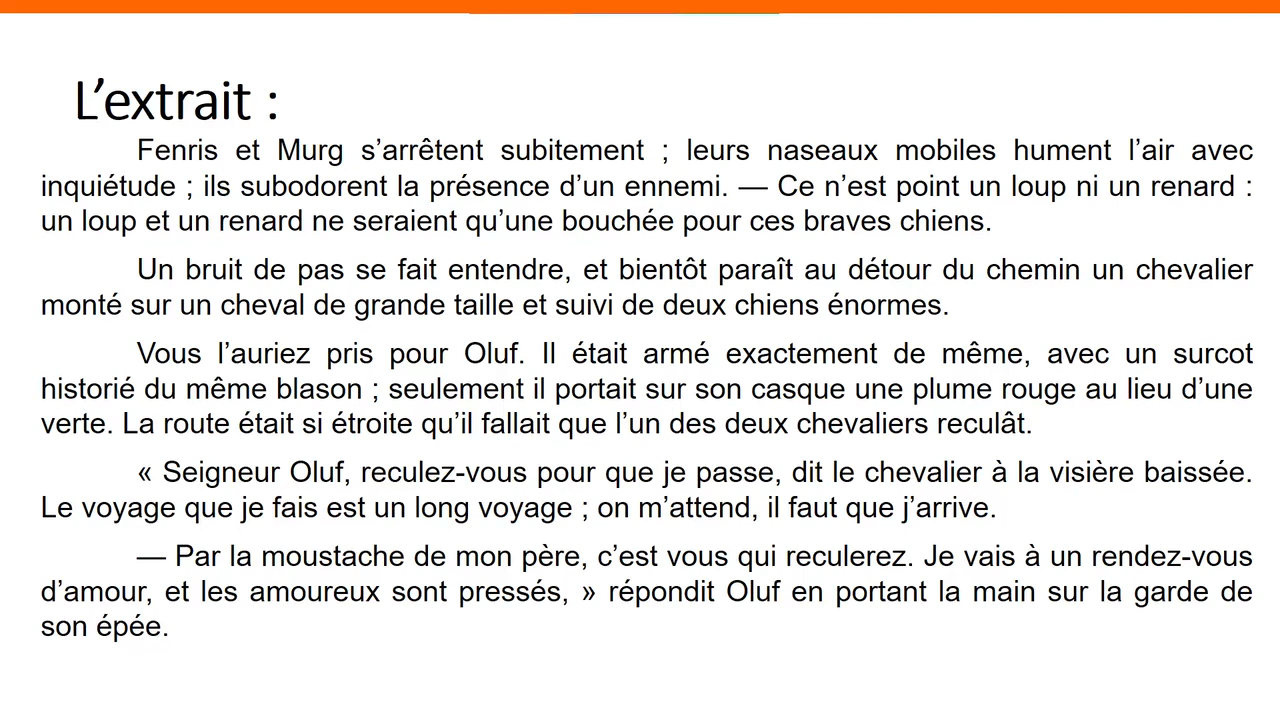 L’extrait :
Fenris et Murg s’arrêtent subitement ; leurs naseaux mobiles hument l’air avec
inquiétude ; ils subodorent la présence d’un ennemi. — Ce n’est point un loup ni un renard :
un loup et un renard ne seraient qu’une bouchée pour ces braves chiens.
Un bruit de pas se fait entendre, et bientôt paraît au détour du chemin un chevalier
monté sur un cheval de grande taille et suivi de deux chiens énormes.
Vous l’auriez pris pour Oluf. Il était armé exactement de même, avec un surcot
historié du même blason ; seulement il portait sur son casque une plume rouge au lieu d’une
verte. La route était si étroite qu’il fallait que l’un des deux chevaliers reculât.
« Seigneur Oluf, reculez-vous pour que je passe, dit le chevalier à la visière baissée.
Le voyage que je fais est un long voyage ; on m’attend, il faut que j’arrive.
— Par la moustache de mon père, c’est vous qui reculerez. Je vais à un rendez-vous
d’amour, et les amoureux sont pressés, » répondit Oluf en portant la main sur la garde de
son épée.